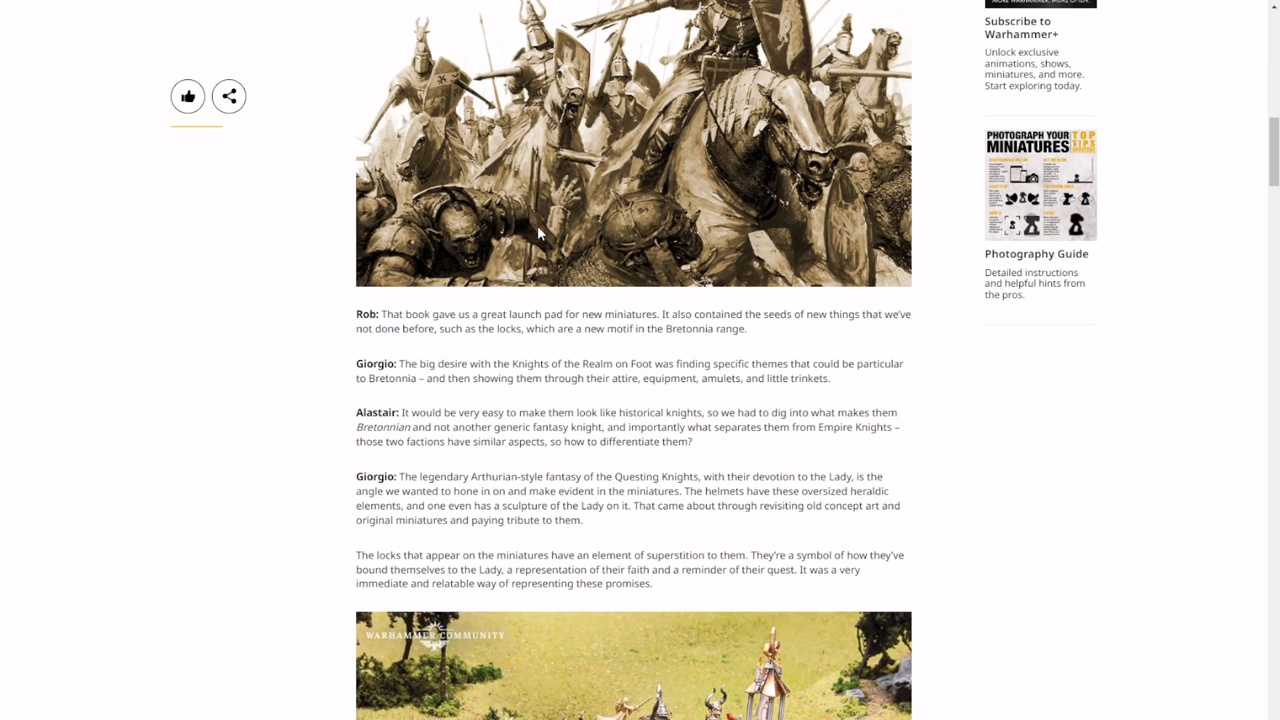 Subscribe to
Warhammer+
Unlock exclusive
animations, shows,
miniatures, and more.
Start exploring today.
PHOTOGRAPH YOUR
MINIATURES
TOP
TIPS
Photography Guide
Detailed instructions
and helpful hints from
the pros.
Rob: That book gave us a great launch pad for new miniatures. It also contained the seeds of new things that we’ve
not done before, such as the locks, which are a new motif in the Bretonnia range.
Giorgio: The big desire with the Knights of the Realm on Foot was finding specific themes that could be particular
to Bretonnia – and then showing them through their attire, equipment, amulets, and little trinkets.
Alastair: It would be very easy to make them look like historical knights, so we had to dig into what makes them
Bretonnian and not another generic fantasy knight, and importantly what separates them from Empire Knights –
those two factions have similar aspects, so how to differentiate them?
Giorgio: The legendary Arthurian-style fantasy of the Questing Knights, with their devotion to the Lady, is the
angle we wanted to hone in on and make evident in the miniatures. The helmets have these oversized heraldic
elements, and one even has a sculpture of the Lady on it. That came about through revisiting old concept art and
original miniatures and paying tribute to them.
The locks that appear on the miniatures have an element of superstition to them. They’re a symbol of how they’ve
bound themselves to the Lady, a representation of their faith and a reminder of their quest. It was a very
immediate and relatable way of representing these promises.
WARHAMMER COMMUNITY